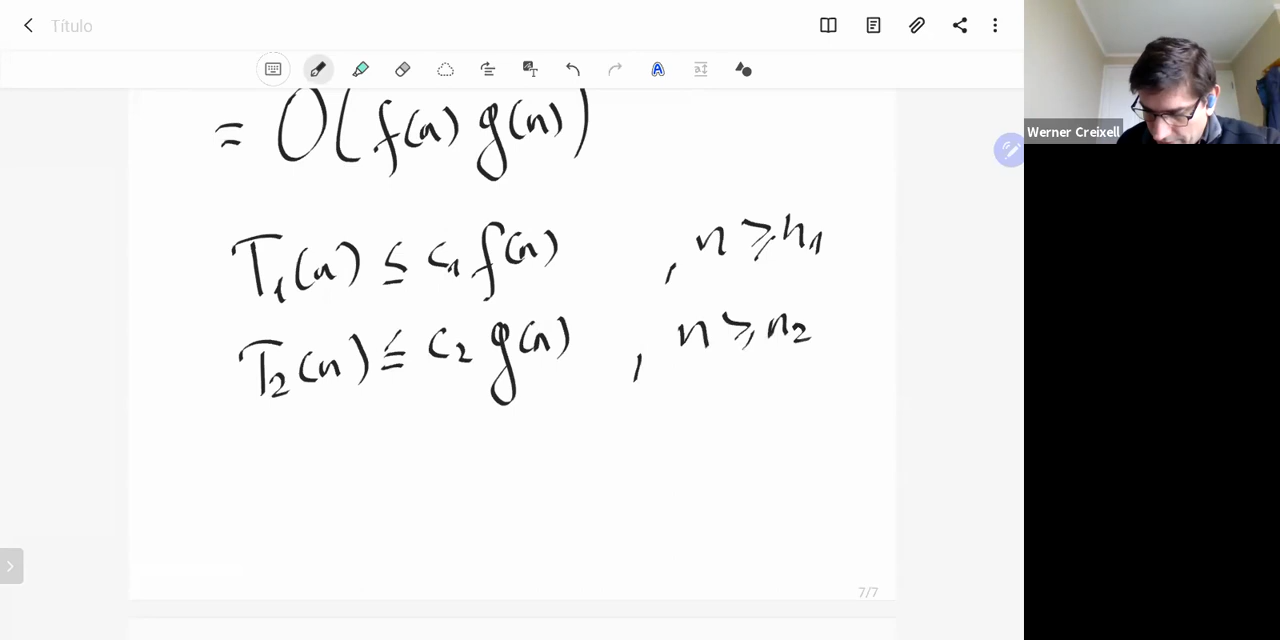 Título
= O(f(n) g(n))
T₁(n) ≤ c₁ f(n) , n ≥ n₁
T₂(n) ≤ c₂ g(n) , n ≥ n₂
7/7
Werner Creixell